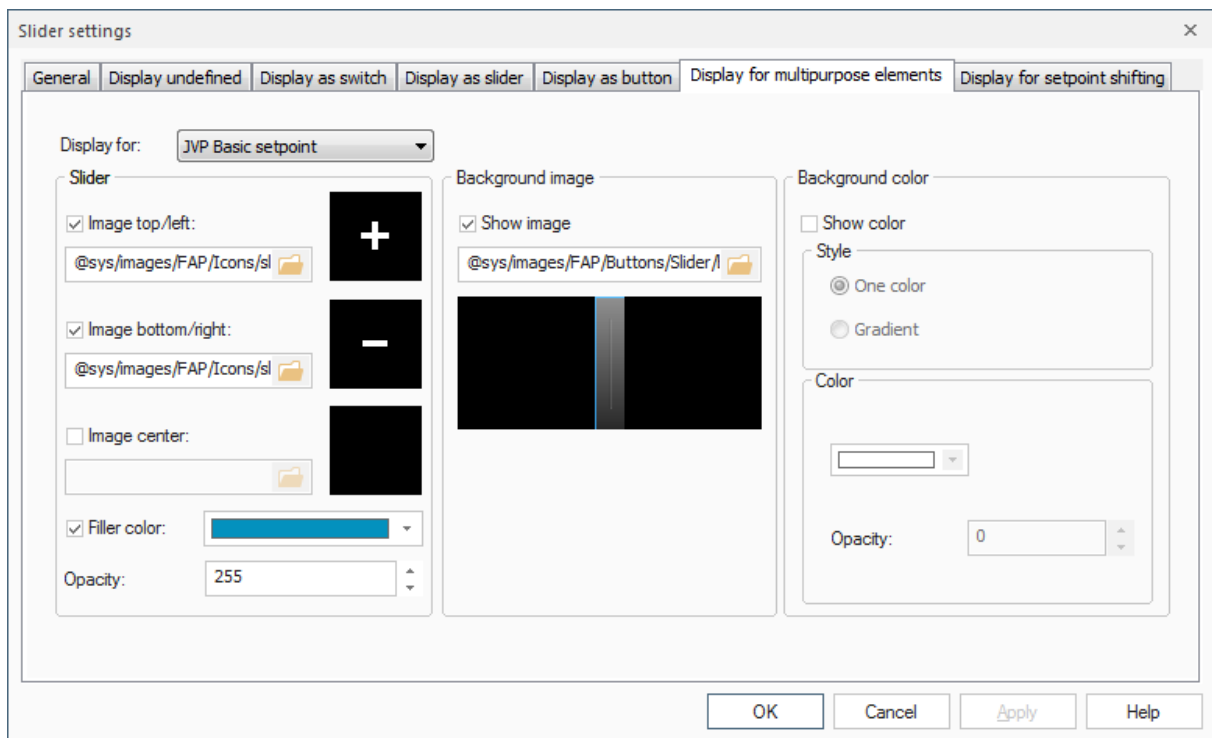 Slider settings
General Display undefined Display as switch Display as slider Display as button Display for multipurpose elements Display for setpoint shifting
Display for: JVP Basic setpoint
Slider
Image top/left:
@sys/images/FAP/Icons/sl
Image bottom/right:
@sys/images/FAP/Icons/sl
Image center:
Filler color:
Opacity: 255
Background image
Show image
@sys/images/FAP/Buttons/Slider/
Background color
Show color
Style
One color
Gradient
Color
Opacity: 0
OK Cancel Apply Help